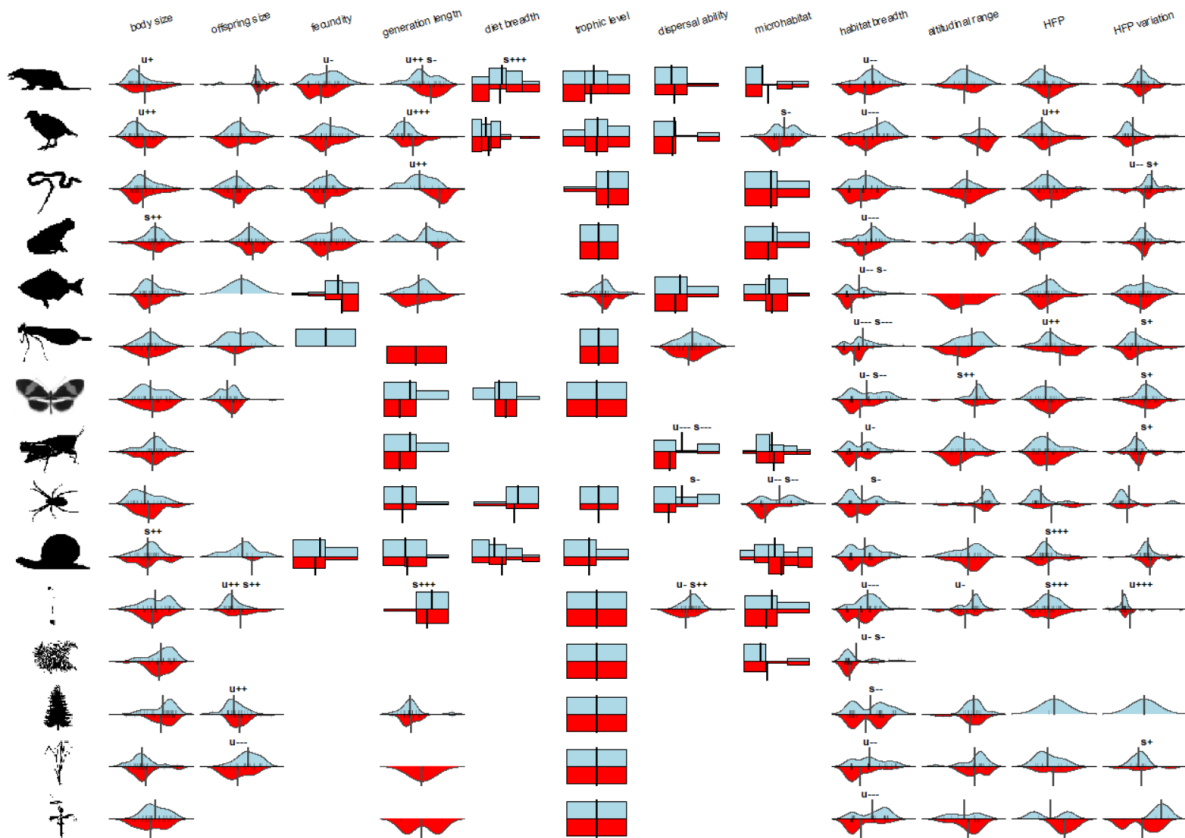 body size offspring size fecundity generation length diet breadth trophic level dispersal ability microhabitat habitat breadth altitudinal range HFP HFP variation
u+ u- u++ s- s+++ u--
u++ u+++ s- u--- u++
u++ u-- s+
s++ u---
u-- s-
u--- s--- u++ s+
u- s-- s++ s+
u--- s--- u- s+
s- u-- s-- s-
s++ s+++
u++ s++ s+++ u- s++ u--- u- s+++ u+++
u- s-
u++ s--
u--- u-- s+
u---